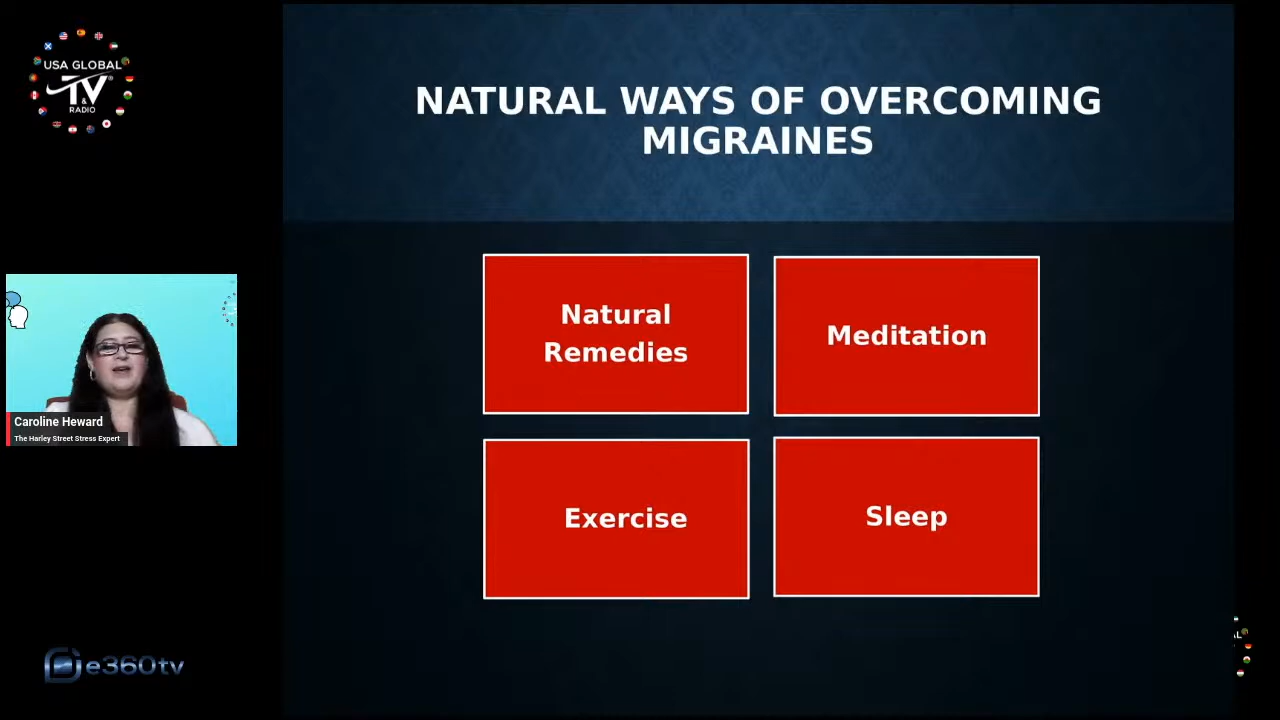 USA GLOBAL
TV
&
RADIO
NATURAL WAYS OF OVERCOMING
MIGRAINES
Natural
Remedies
Meditation
Exercise
Sleep
Caroline Heward
The Harley Street Stress Expert
e360tv
AL